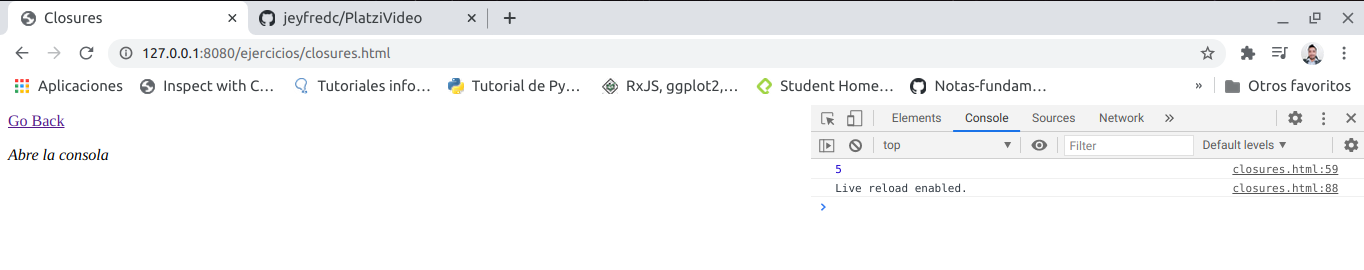 Closures
jeyfredc/PlatziVideo
127.0.0.1:8080/ejercicios/closures.html
Aplicaciones Inspect with C… Tutoriales info… Tutorial de Py… RxJS, ggplot2,… Student Home… Notas-fundam… » Otros favoritos
Go Back
Abre la consola
Elements Console Sources Network »
top Filter Default levels
5 closures.html:59
Live reload enabled. closures.html:88